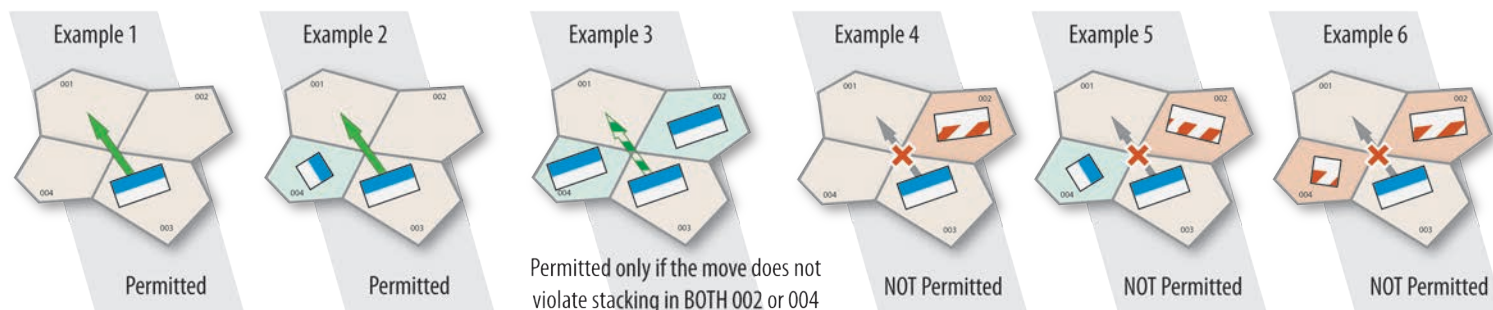 Example 1
001
002
004
003
Permitted
Example 2
001
002
004
003
Permitted
Example 3
001
002
004
003
Permitted only if the move does not
violate stacking in BOTH 002 or 004
Example 4
001
002
004
003
NOT Permitted
Example 5
001
002
004
003
NOT Permitted
Example 6
001
002
004
003
NOT Permitted